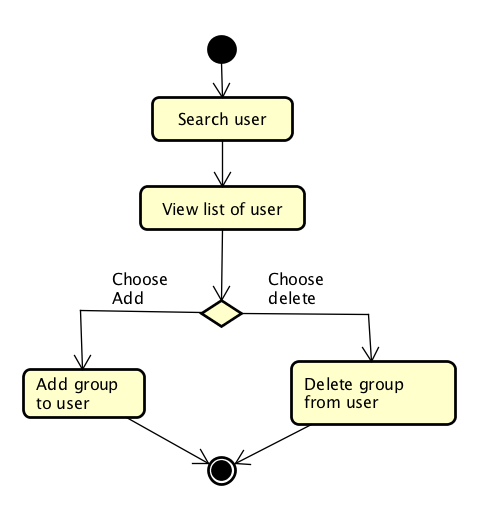 Search user
View list of user
Choose
Add
Choose
delete
Add group
to user
Delete group
from user